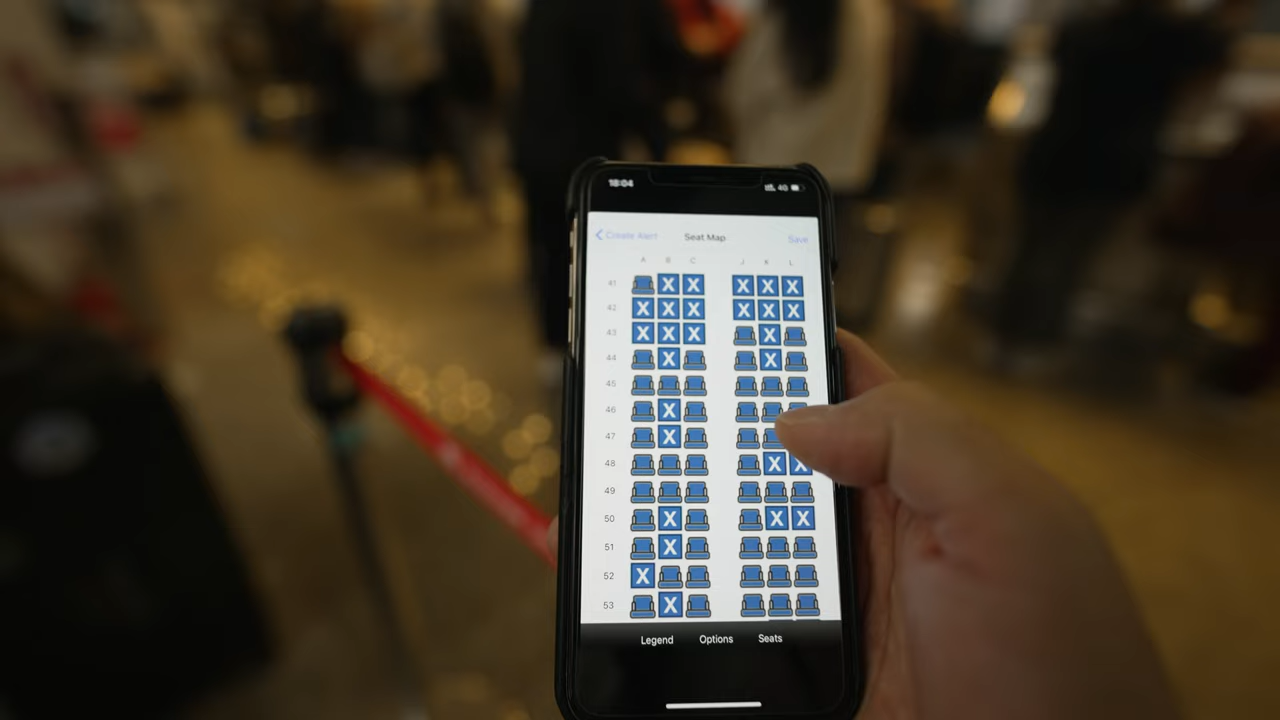 18:04 4G
Create Alert Seat Map Save
A B C J K L
41 X X X X X
42 X X X X X X
43 X X X X
44 X X
45
46 X
47 X
48 X X
49
50 X X X
51 X
52 X
53 X
Legend Options Seats